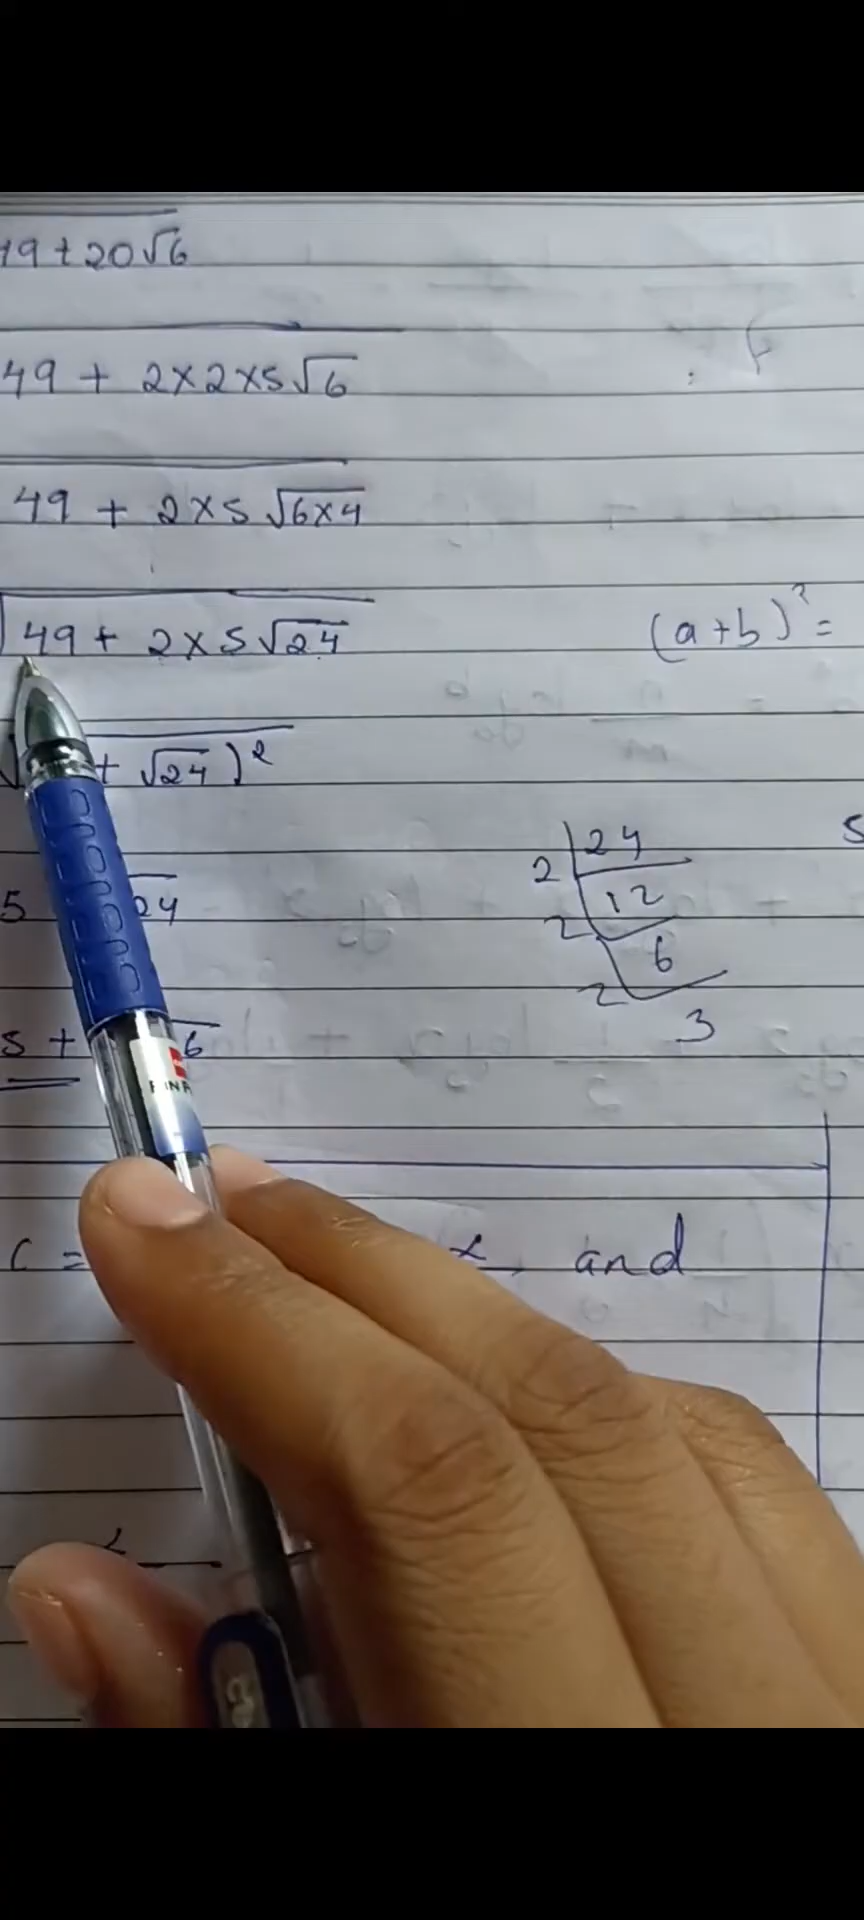 49+20√6
49 + 2×2×5√6
49 + 2×5 √6×4
√49 + 2×5√24
(a+b)² =
+ √24 )²
2 24
2 12
2 6
3
5
5 24
5 + 6
C = and